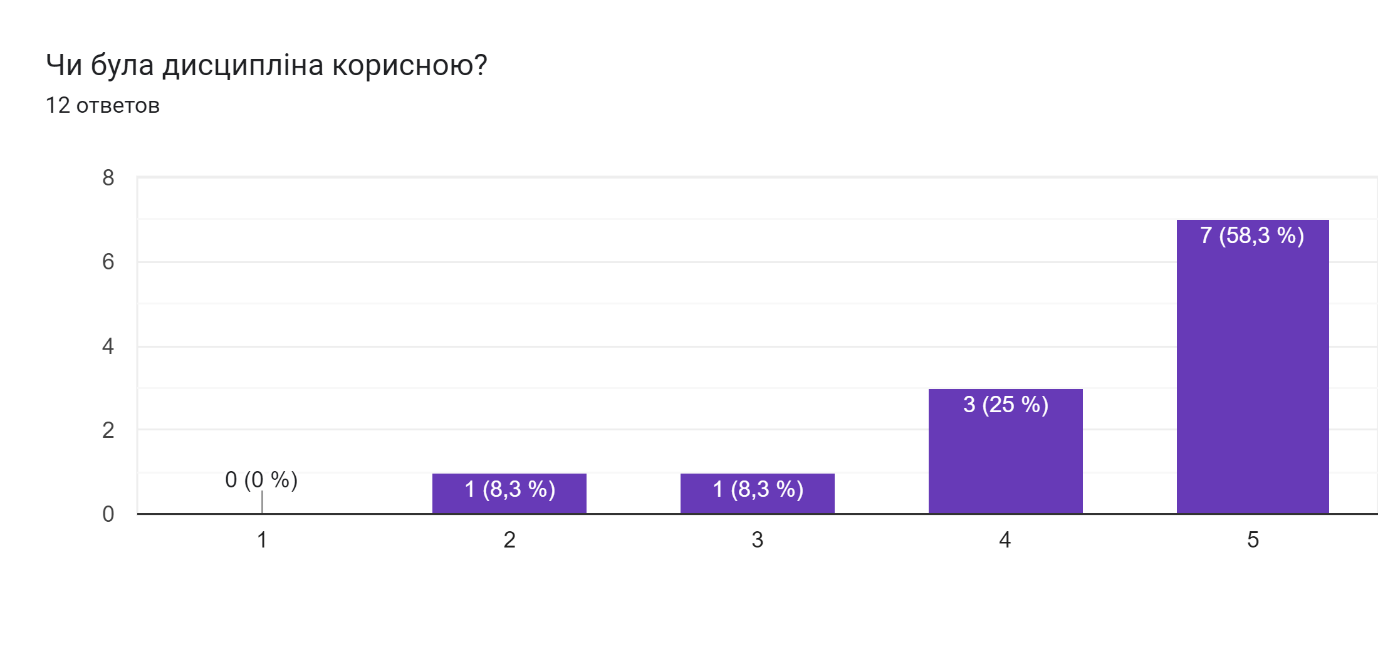 Чи була дисципліна корисною?
12 ответов
8
6
4
2
0
0 (0 %)
1 (8,3 %)
1 (8,3 %)
3 (25 %)
7 (58,3 %)
1 2 3 4 5